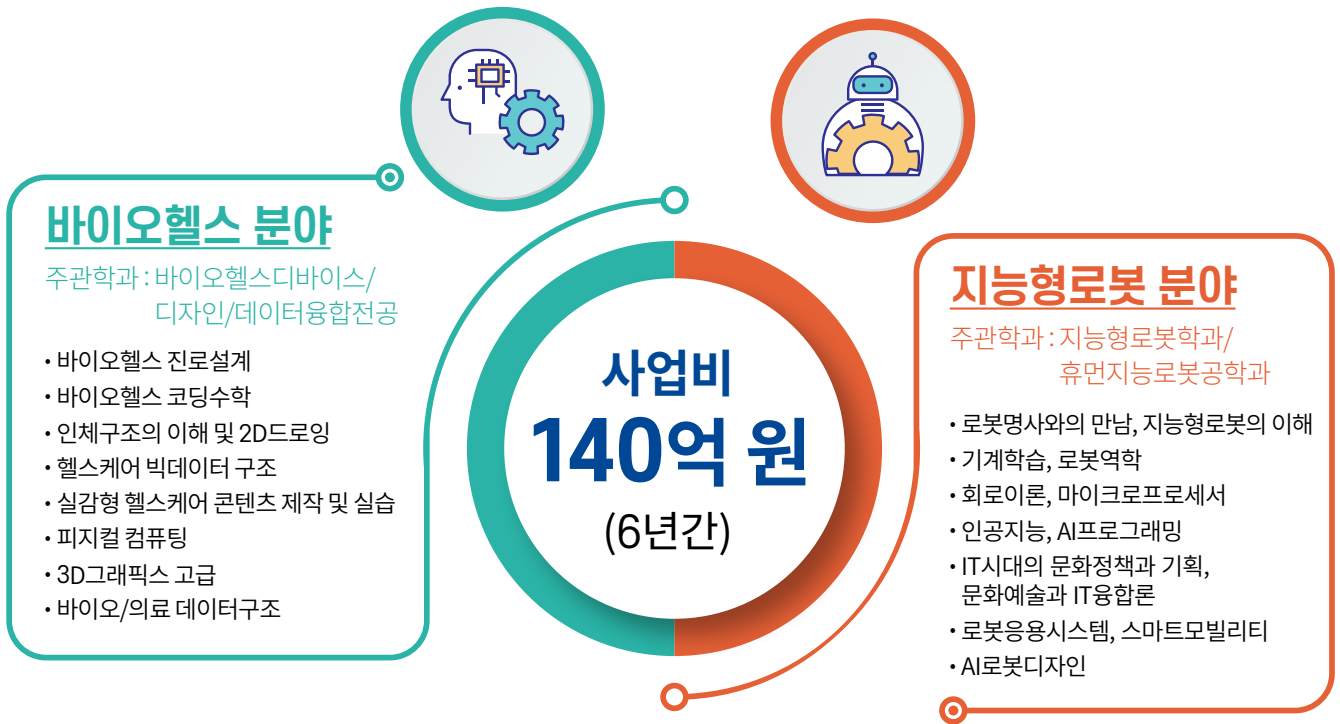 바이오헬스 분야
주관학과 : 바이오헬스디바이스/
디자인/데이터융합전공
• 바이오헬스 진로설계
• 바이오헬스 코딩수학
• 인체구조의 이해 및 2D드로잉
• 헬스케어 빅데이터 구조
• 실감형 헬스케어 콘텐츠 제작 및 실습
• 피지컬 컴퓨팅
• 3D그래픽스 고급
• 바이오/의료 데이터구조
사업비
140억 원
(6년간)
지능형로봇 분야
주관학과 : 지능형로봇학과/
휴먼지능로봇공학과
• 로봇명사와의 만남, 지능형로봇의 이해
• 기계학습, 로봇역학
• 회로이론, 마이크로프로세서
• 인공지능, AI프로그래밍
• IT시대의 문화정책과 기획,
문화예술과 IT융합론
• 로봇응용시스템, 스마트모빌리티
• AI로봇디자인